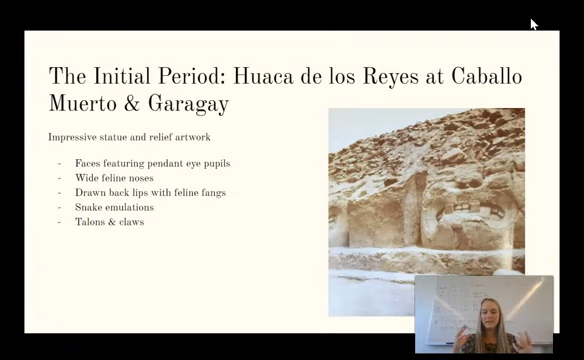 The Initial Period: Huaca de los Reyes at Caballo
Muerto & Garagay
Impressive statue and relief artwork
- Faces featuring pendant eye pupils
- Wide feline noses
- Drawn back lips with feline fangs
- Snake emulations
- Talons & claws